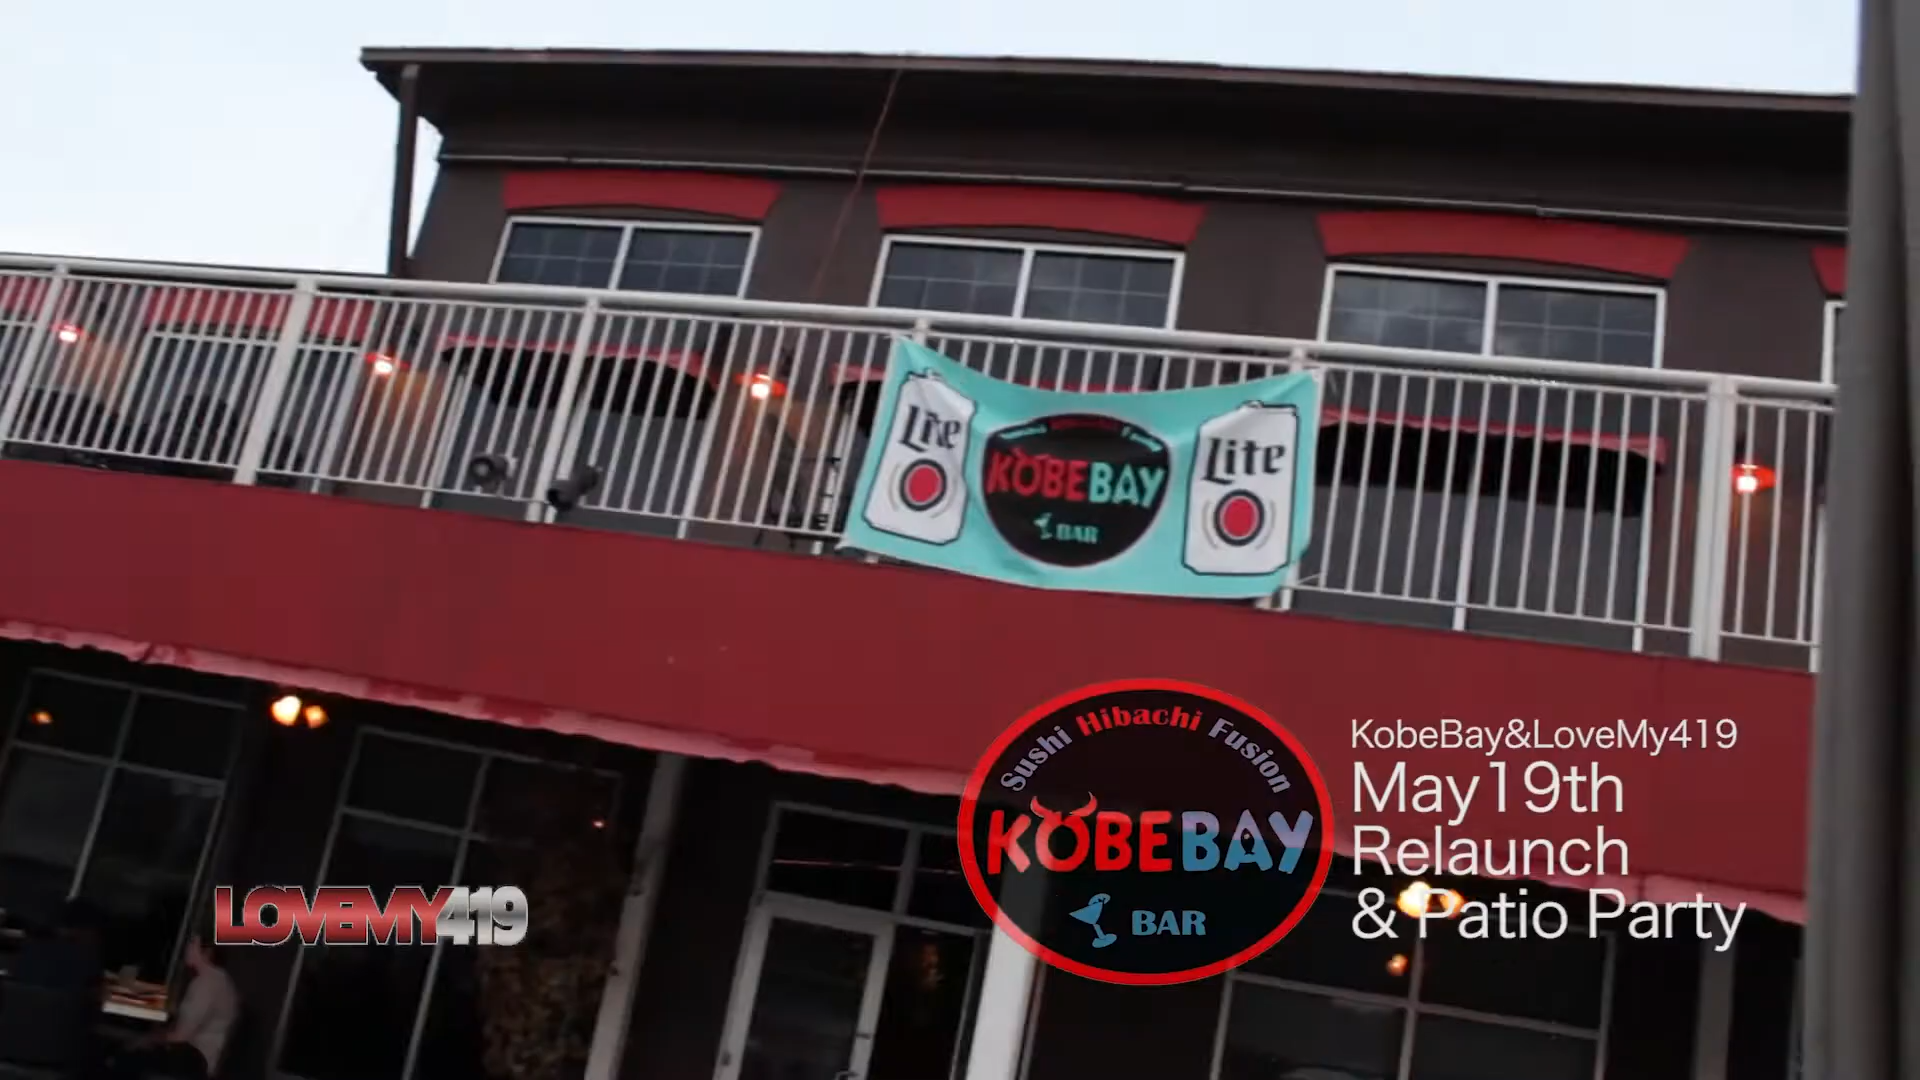 Lite
KOBEBAY
BAR
Lite
Sushi Hibachi Fusion
KOBEBAY
BAR
KobeBay&LoveMy419
May19th
Relaunch
& Patio Party
LOVEMY419